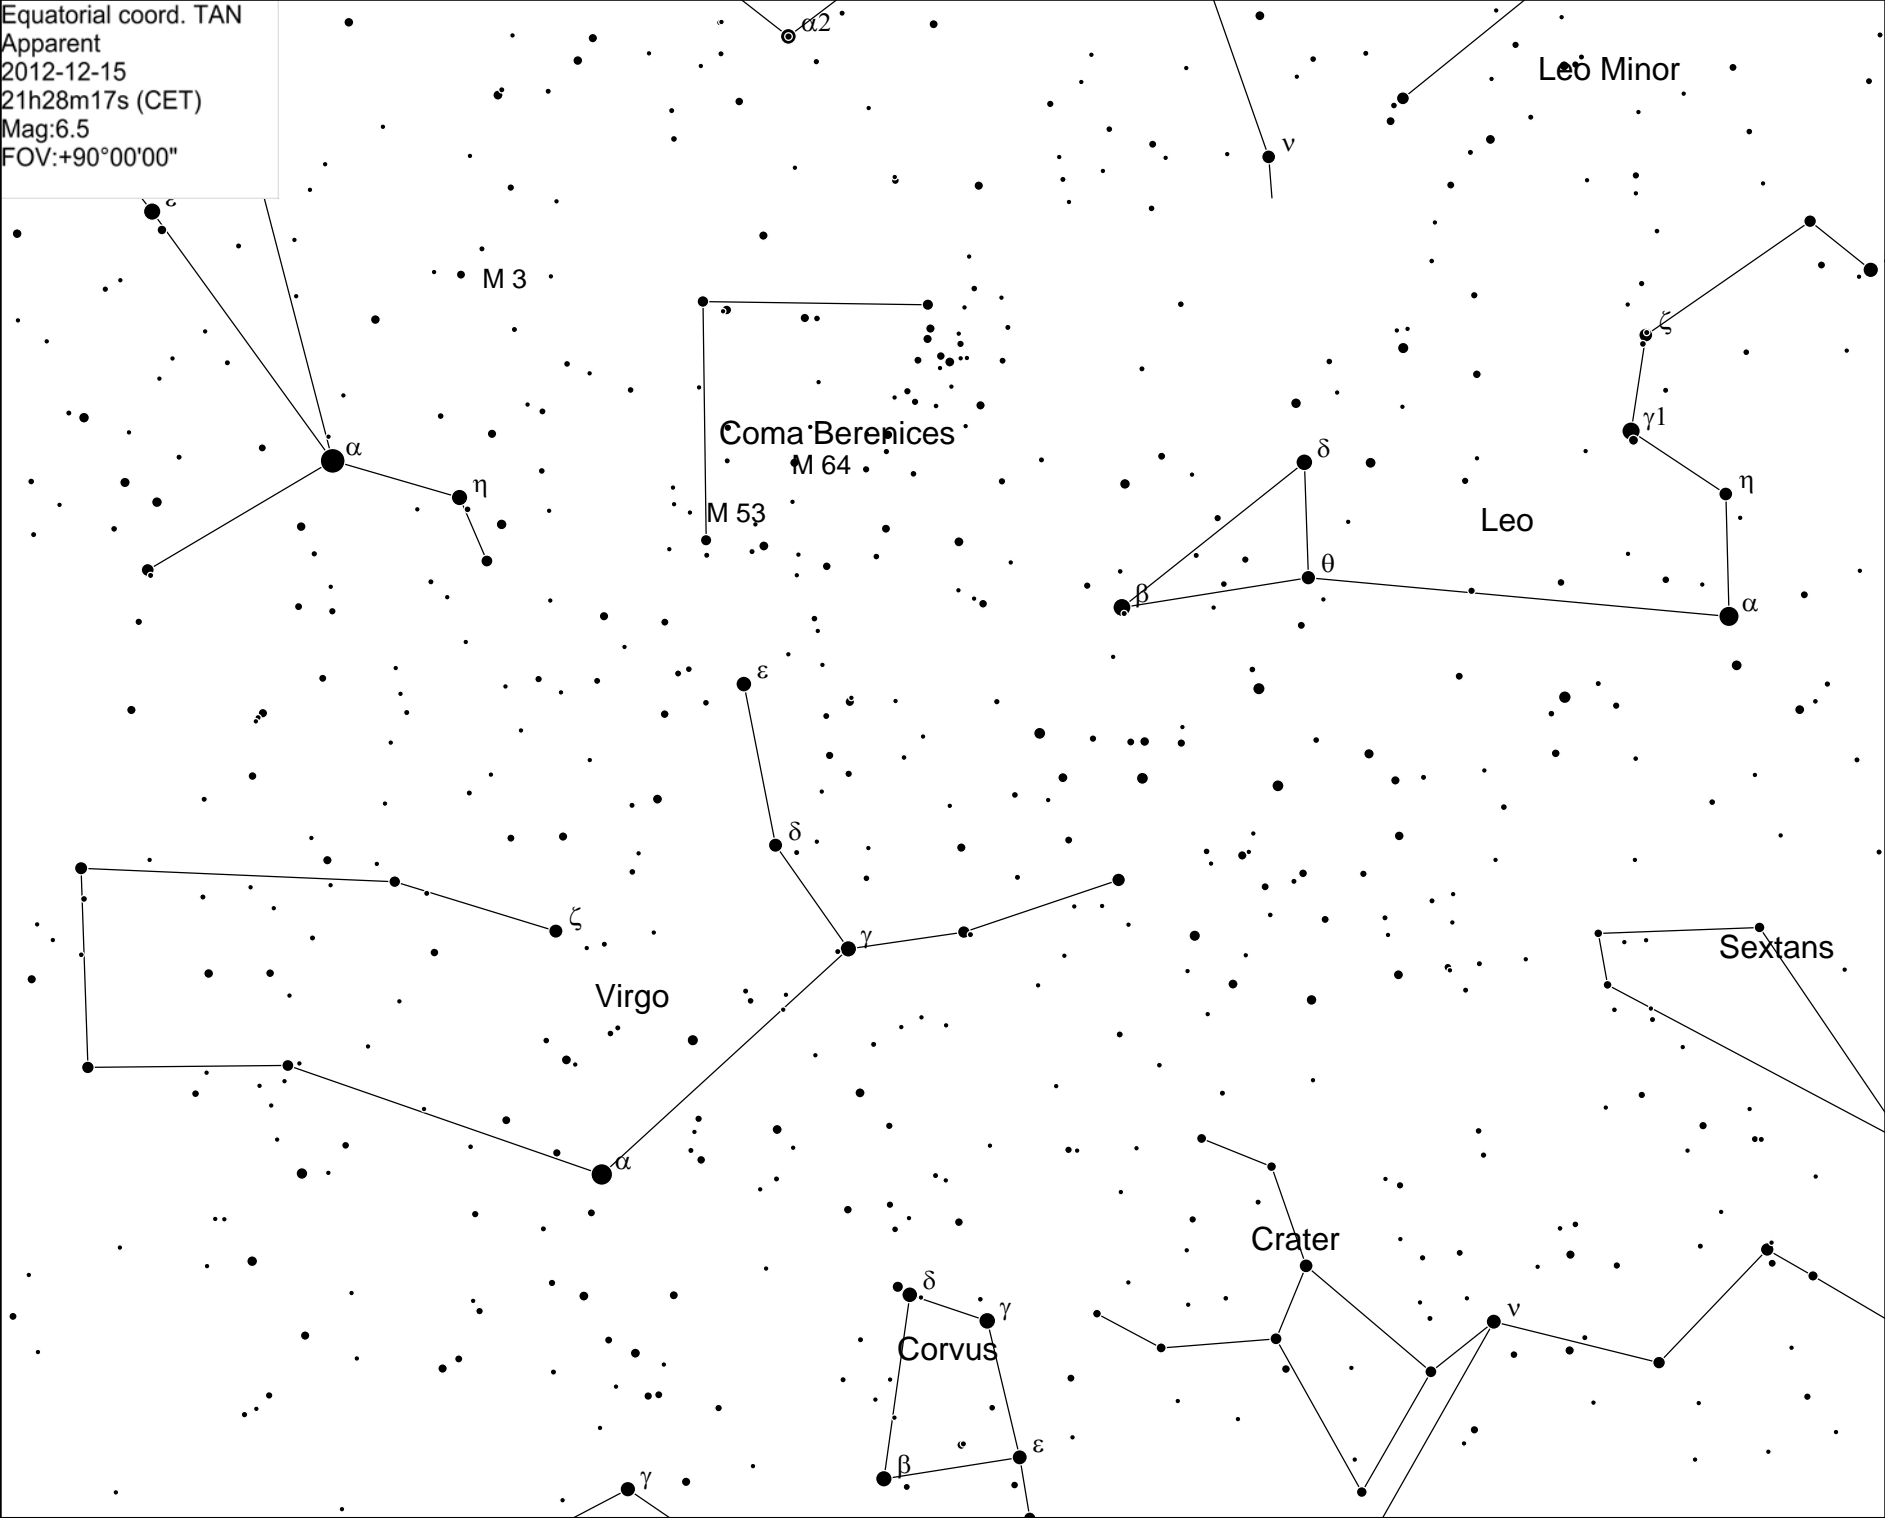 Equatorial coord. TAN
Apparent
2012-12-15
21h28m17s (CET)
Mag:6.5
FOV:+90°00'00"
α2
Leo Minor
ν
ε
M 3
ζ
γ1
Coma Berenices
α
δ
M 64
η
η
M 53
Leo
θ
β
α
ε
δ
ζ
γ
Sextans
Virgo
α
Crater
δ
γ
ν
Corvus
ε
β
γ